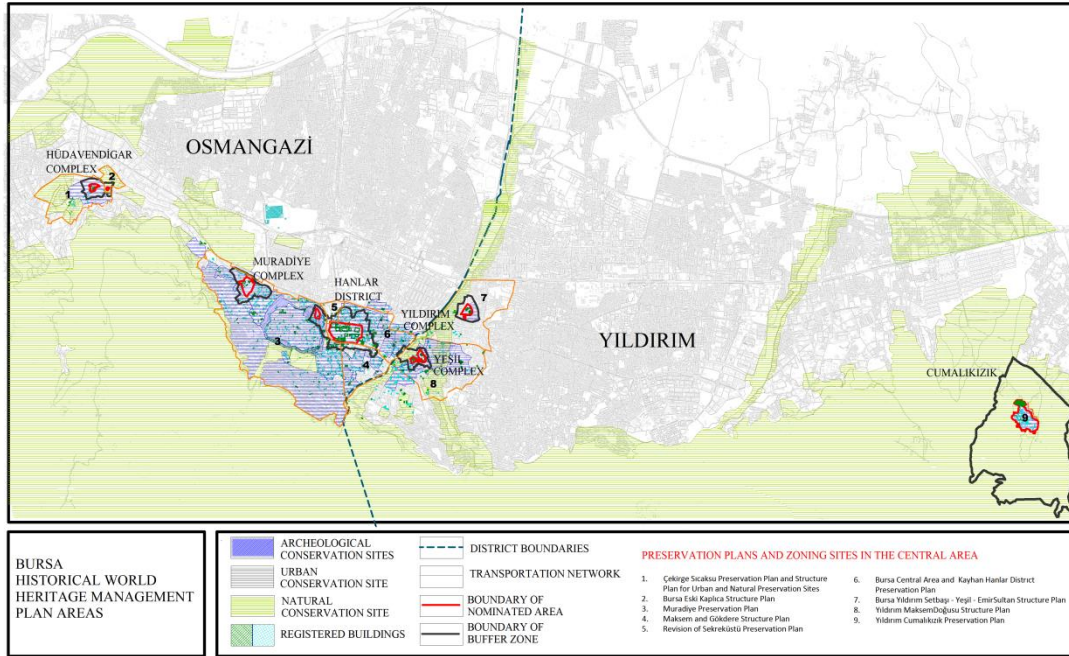 OSMANGAZİ
HÜDAVENDİGAR
COMPLEX
2
1
MURADİYE
COMPLEX
HANLAR
DISTRICT
5
7
YILDIRIM
COMPLEX
6
YILDIRIM
3
4
YEŞİL
COMPLEX
8
CUMALIKIZIK
9
BURSA
HISTORICAL WORLD
HERITAGE MANAGEMENT
PLAN AREAS
ARCHEOLOGICAL
CONSERVATION SITES
URBAN
CONSERVATION SITE
NATURAL
CONSERVATION SITE
REGISTERED BUILDINGS
DISTRICT BOUNDARIES
TRANSPORTATION NETWORK
BOUNDARY OF
NOMINATED AREA
BOUNDARY OF
BUFFER ZONE
PRESERVATION PLANS AND ZONING SITES IN THE CENTRAL AREA
1. Çekirge Sıcaksu Preservation Plan and Structure
Plan for Urban and Natural Preservation Sites
2. Bursa Eski Kaplıca Structure Plan
3. Muradiye Preservation Plan
4. Maksem and Gökdere Structure Plan
5. Revision of Sekreküstü Preservation Plan
6. Bursa Central Area and Kayhan Hanlar District
Preservation Plan
7. Bursa Yıldırım Setbaşı - Yeşil - EmirSultan Structure Plan
8. Yıldırım MaksemDoğusu Structure Plan
9. Yıldırım Cumalıkızık Preservation Plan